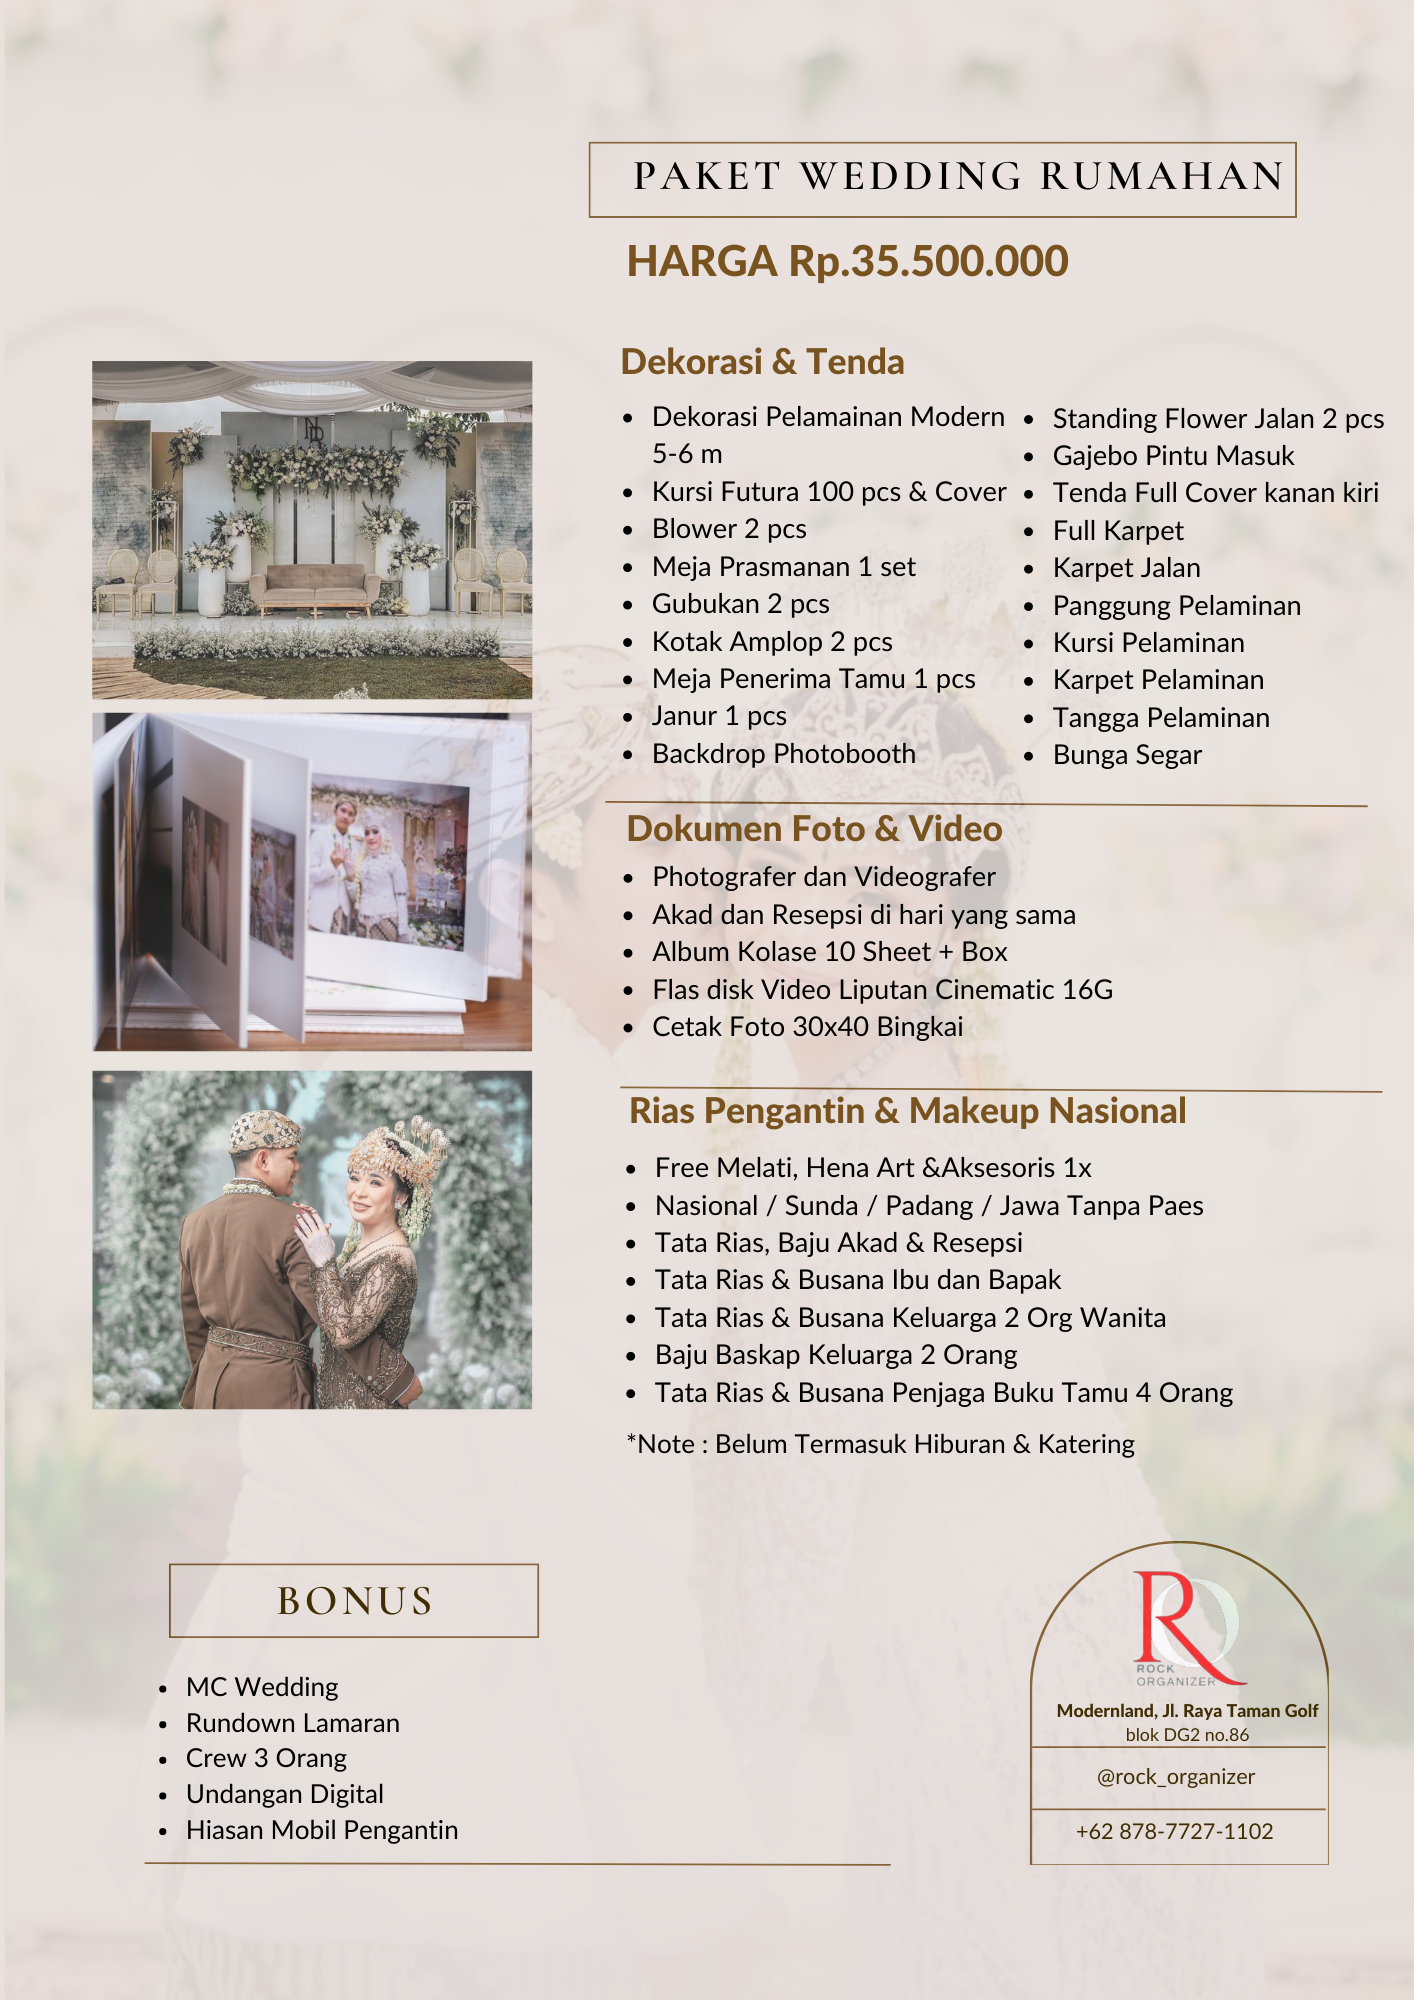 PAKET WEDDING RUMAHAN
HARGA Rp.35.500.000
Dekorasi & Tenda
• Dekorasi Pelamainan Modern
5-6 m
• Kursi Futura 100 pcs & Cover
• Blower 2 pcs
• Meja Prasmanan 1 set
• Gubukan 2 pcs
• Kotak Amplop 2 pcs
• Meja Penerima Tamu 1 pcs
• Janur 1 pcs
• Backdrop Photobooth
• Standing Flower Jalan 2 pcs
• Gajebo Pintu Masuk
• Tenda Full Cover kanan kiri
• Full Karpet
• Karpet Jalan
• Panggung Pelaminan
• Kursi Pelaminan
• Karpet Pelaminan
• Tangga Pelaminan
• Bunga Segar
Dokumen Foto & Video
• Photografer dan Videografer
• Akad dan Resepsi di hari yang sama
• Album Kolase 10 Sheet + Box
• Flas disk Video Liputan Cinematic 16G
• Cetak Foto 30x40 Bingkai
Rias Pengantin & Makeup Nasional
• Free Melati, Hena Art &Aksesoris 1x
• Nasional / Sunda / Padang / Jawa Tanpa Paes
• Tata Rias, Baju Akad & Resepsi
• Tata Rias & Busana Ibu dan Bapak
• Tata Rias & Busana Keluarga 2 Org Wanita
• Baju Baskap Keluarga 2 Orang
• Tata Rias & Busana Penjaga Buku Tamu 4 Orang
*Note : Belum Termasuk Hiburan & Katering
BONUS
• MC Wedding
• Rundown Lamaran
• Crew 3 Orang
• Undangan Digital
• Hiasan Mobil Pengantin
RO
ROCK
ORGANIZER
Modernland, Jl. Raya Taman Golf
blok DG2 no.86
@rock_organizer
+62 878-7727-1102